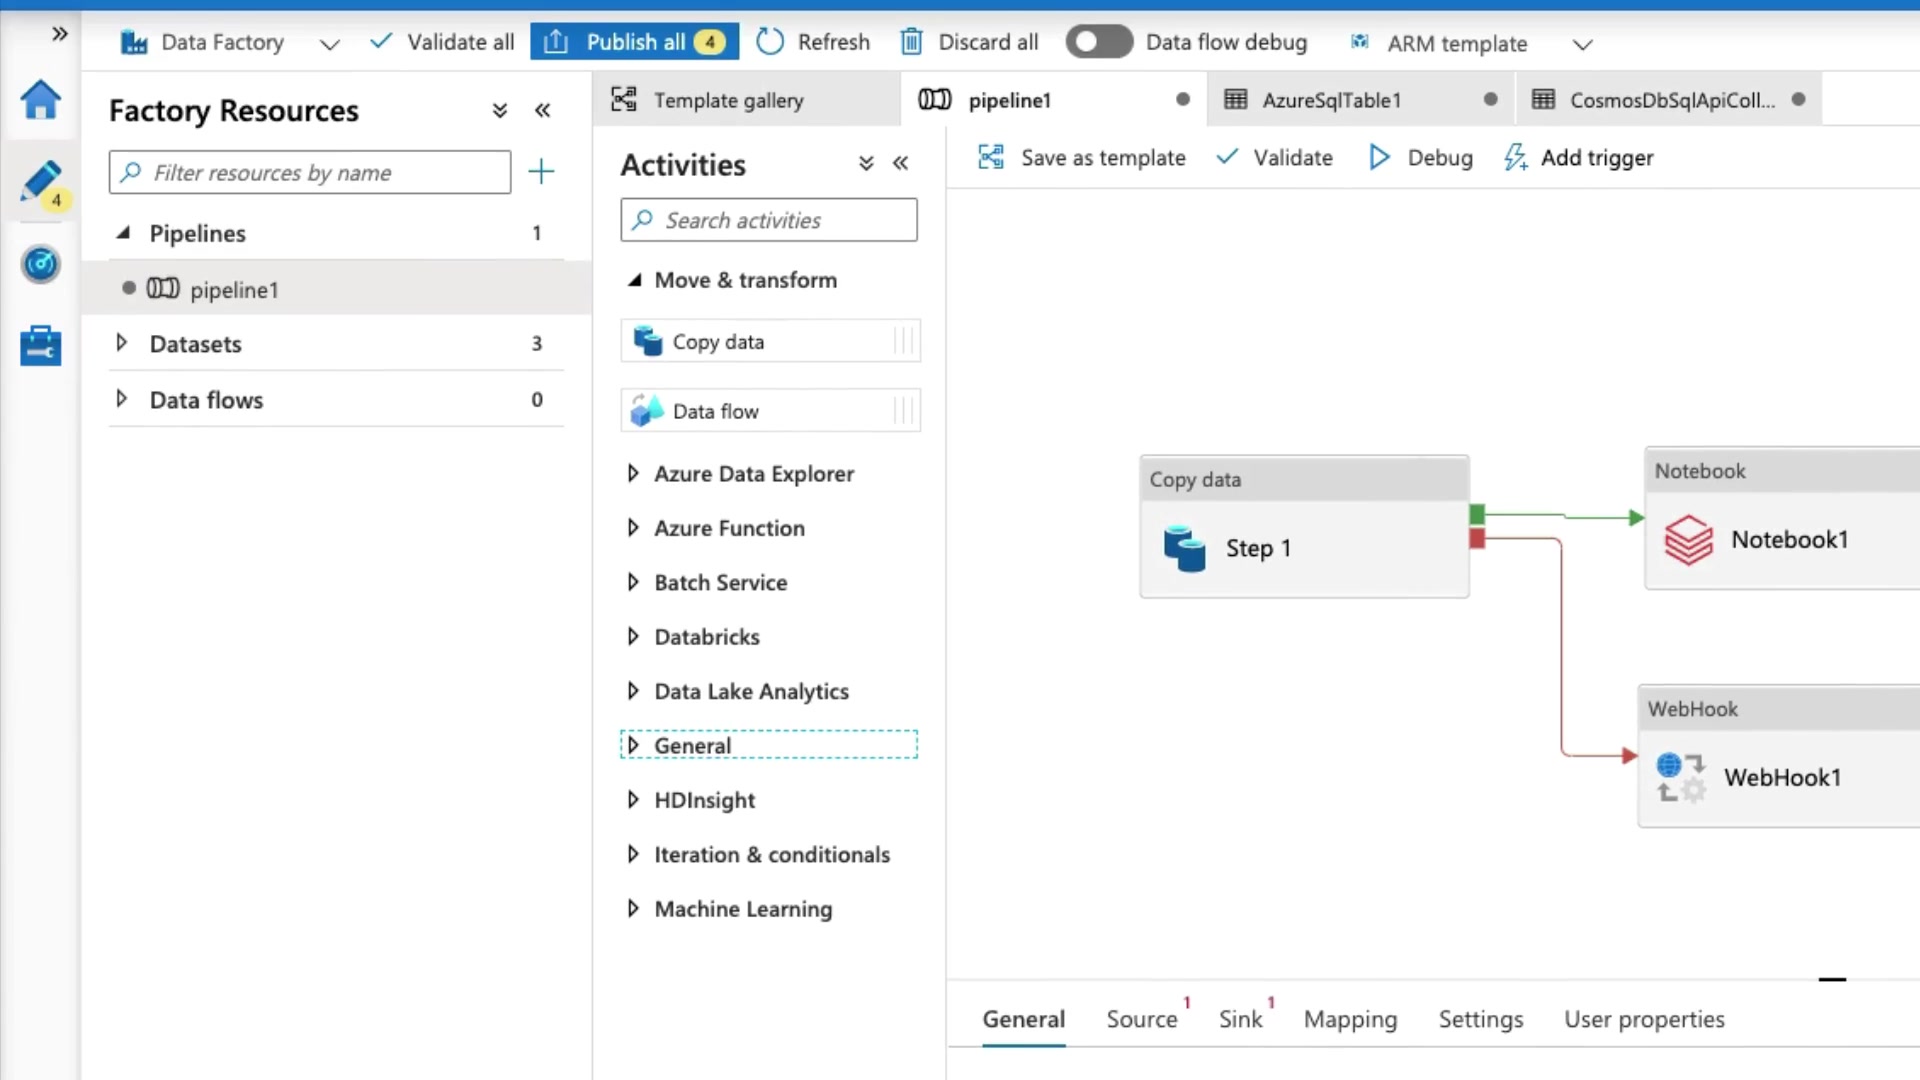 Data Factory
Validate all
Publish all 4
Refresh
Discard all
Data flow debug
ARM template
4
Factory Resources
Filter resources by name
Pipelines 1
pipeline1
Datasets 3
Data flows 0
Template gallery
pipeline1
AzureSqlTable1
CosmosDbSqlApiColl...
Activities
Search activities
Move & transform
Copy data
Data flow
Azure Data Explorer
Azure Function
Batch Service
Databricks
Data Lake Analytics
General
HDInsight
Iteration & conditionals
Machine Learning
Save as template
Validate
Debug
Add trigger
Copy data
Step 1
Notebook
Notebook1
WebHook
WebHook1
General
Source 1
Sink 1
Mapping
Settings
User properties